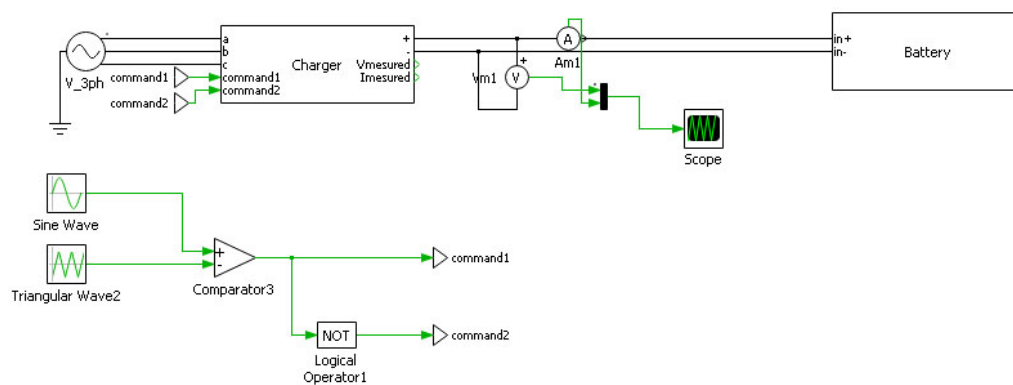 V_3ph
a
b
c
command1
command2
command1
command2
Charger
+
-
Vmesured
Imesured
+
Vm1
V
A
Am1
in+
in-
Battery
Scope
Sine Wave
Triangular Wave2
+
-
Comparator3
command1
NOT
Logical
Operator1
command2